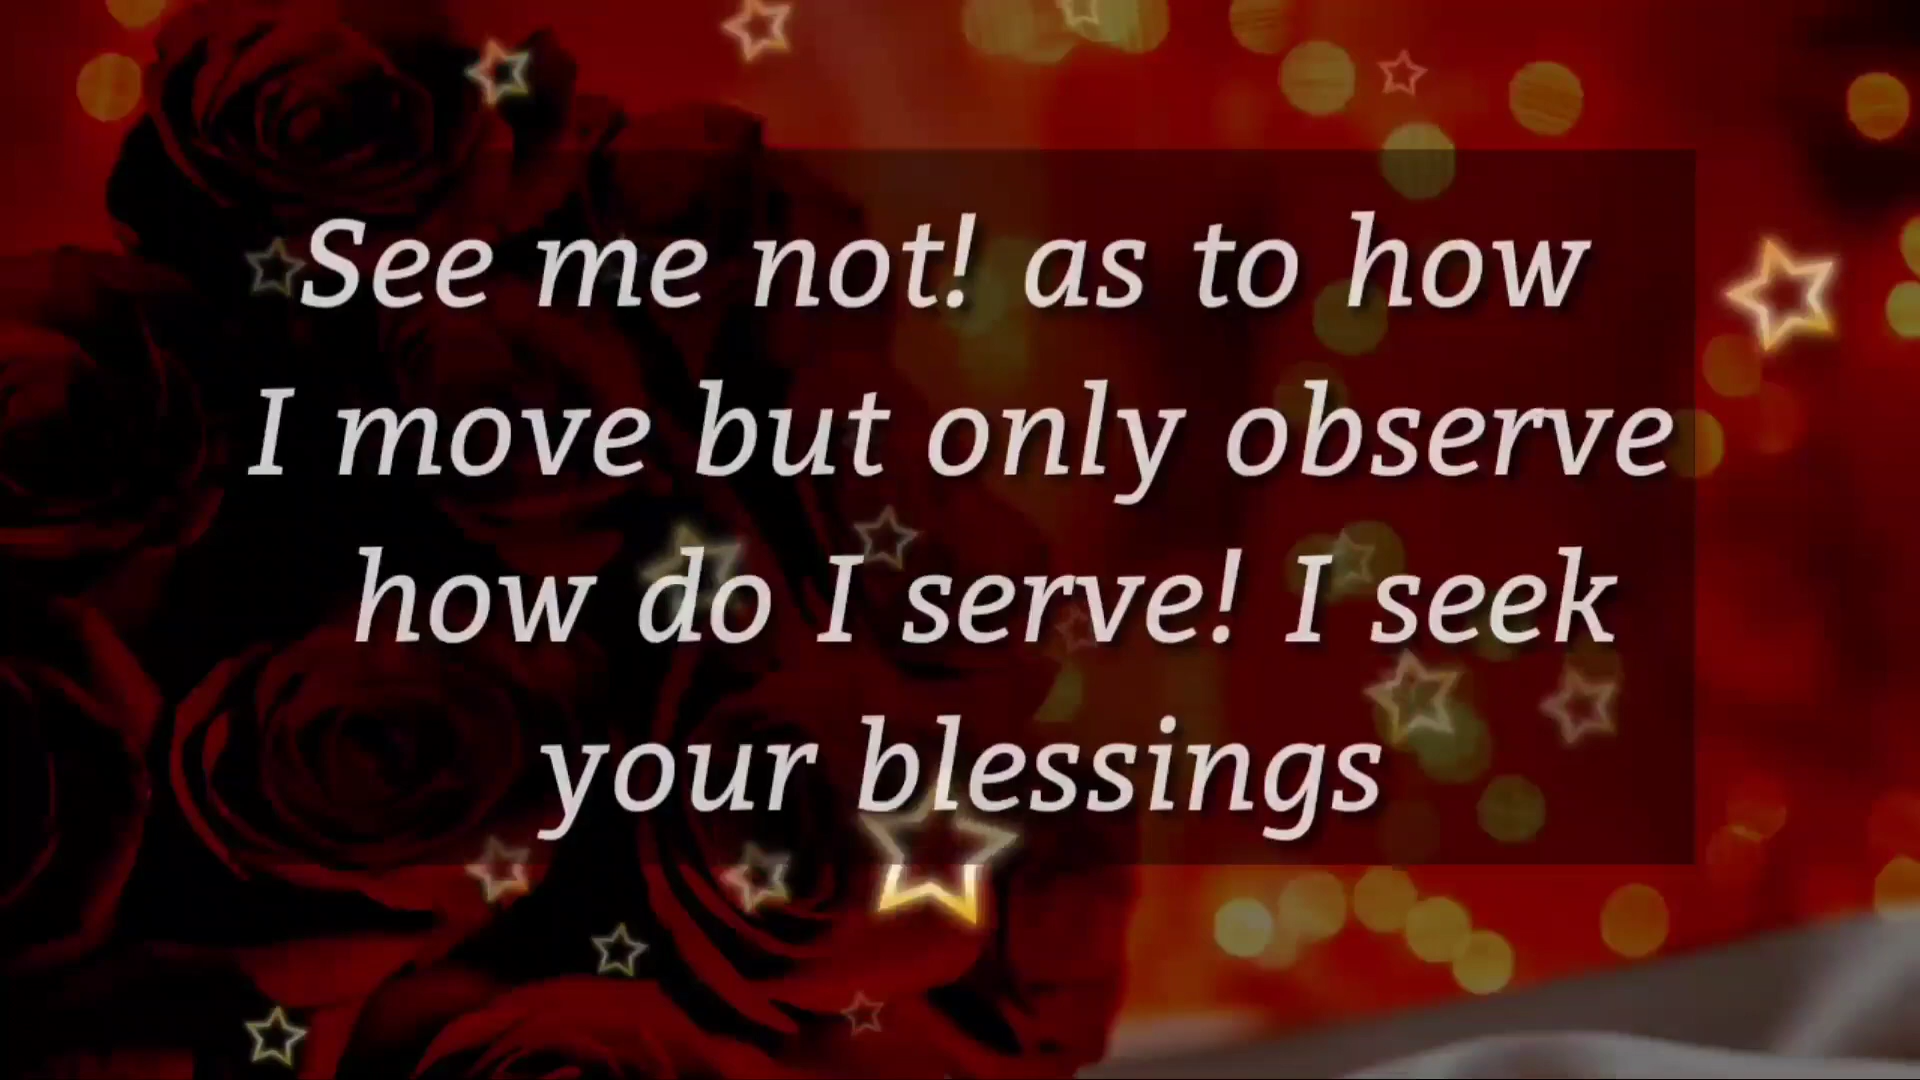 See me not! as to how
I move but only observe
how do I serve! I seek
your blessings